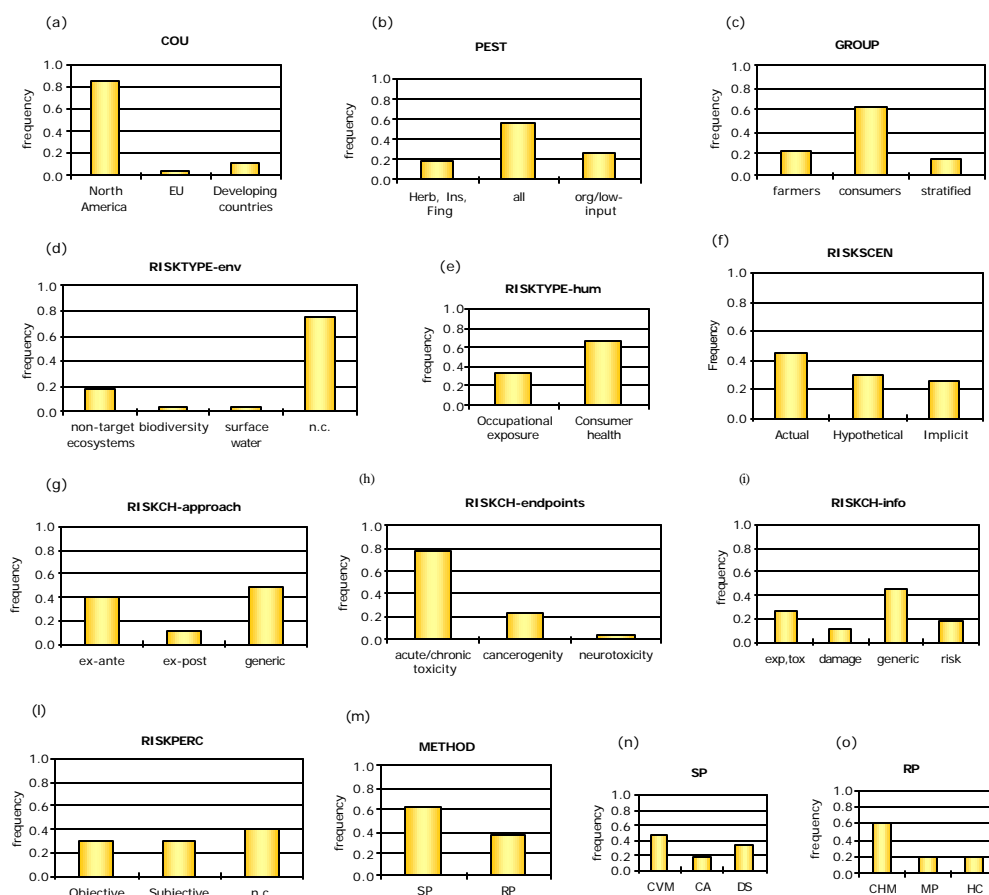 (a)
COU
frequency
1.0
0.8
0.6
0.4
0.2
0.0
North America
EU
Developing countries
(b)
PEST
frequency
1.0
0.8
0.6
0.4
0.2
0.0
Herb, Ins, Fing
all
org/low-input
(c)
GROUP
frequency
1.0
0.8
0.6
0.4
0.2
0.0
farmers
consumers
stratified
(d)
RISKTYPE-env
frequency
1.0
0.8
0.6
0.4
0.2
0.0
non-target ecosystems
biodiversity
surface water
n.c.
(e)
RISKTYPE-hum
frequency
1.0
0.8
0.6
0.4
0.2
0.0
Occupational exposure
Consumer health
(f)
RISKSCEN
Frequency
1.0
0.8
0.6
0.4
0.2
0.0
Actual
Hypothetical
Implicit
(g)
RISKCH-approach
frequency
1.0
0.8
0.6
0.4
0.2
0.0
ex-ante
ex-post
generic
(h)
RISKCH-endpoints
frequency
1.0
0.8
0.6
0.4
0.2
0.0
acute/chronic toxicity
cancerogenity
neurotoxicity
(i)
RISKCH-info
frequency
1.0
0.8
0.6
0.4
0.2
0.0
exp,tox
damage
generic
risk
(l)
RISKPERC
frequency
1.0
0.8
0.6
0.4
0.2
0.0
Objective
Subjective
n.c.
(m)
METHOD
frequency
1.0
0.8
0.6
0.4
0.2
0.0
SP
RP
(n)
SP
frequency
1.0
0.8
0.6
0.4
0.2
0.0
CVM
CA
DS
(o)
RP
frequency
1.0
0.8
0.6
0.4
0.2
0.0
CHM
MP
HC